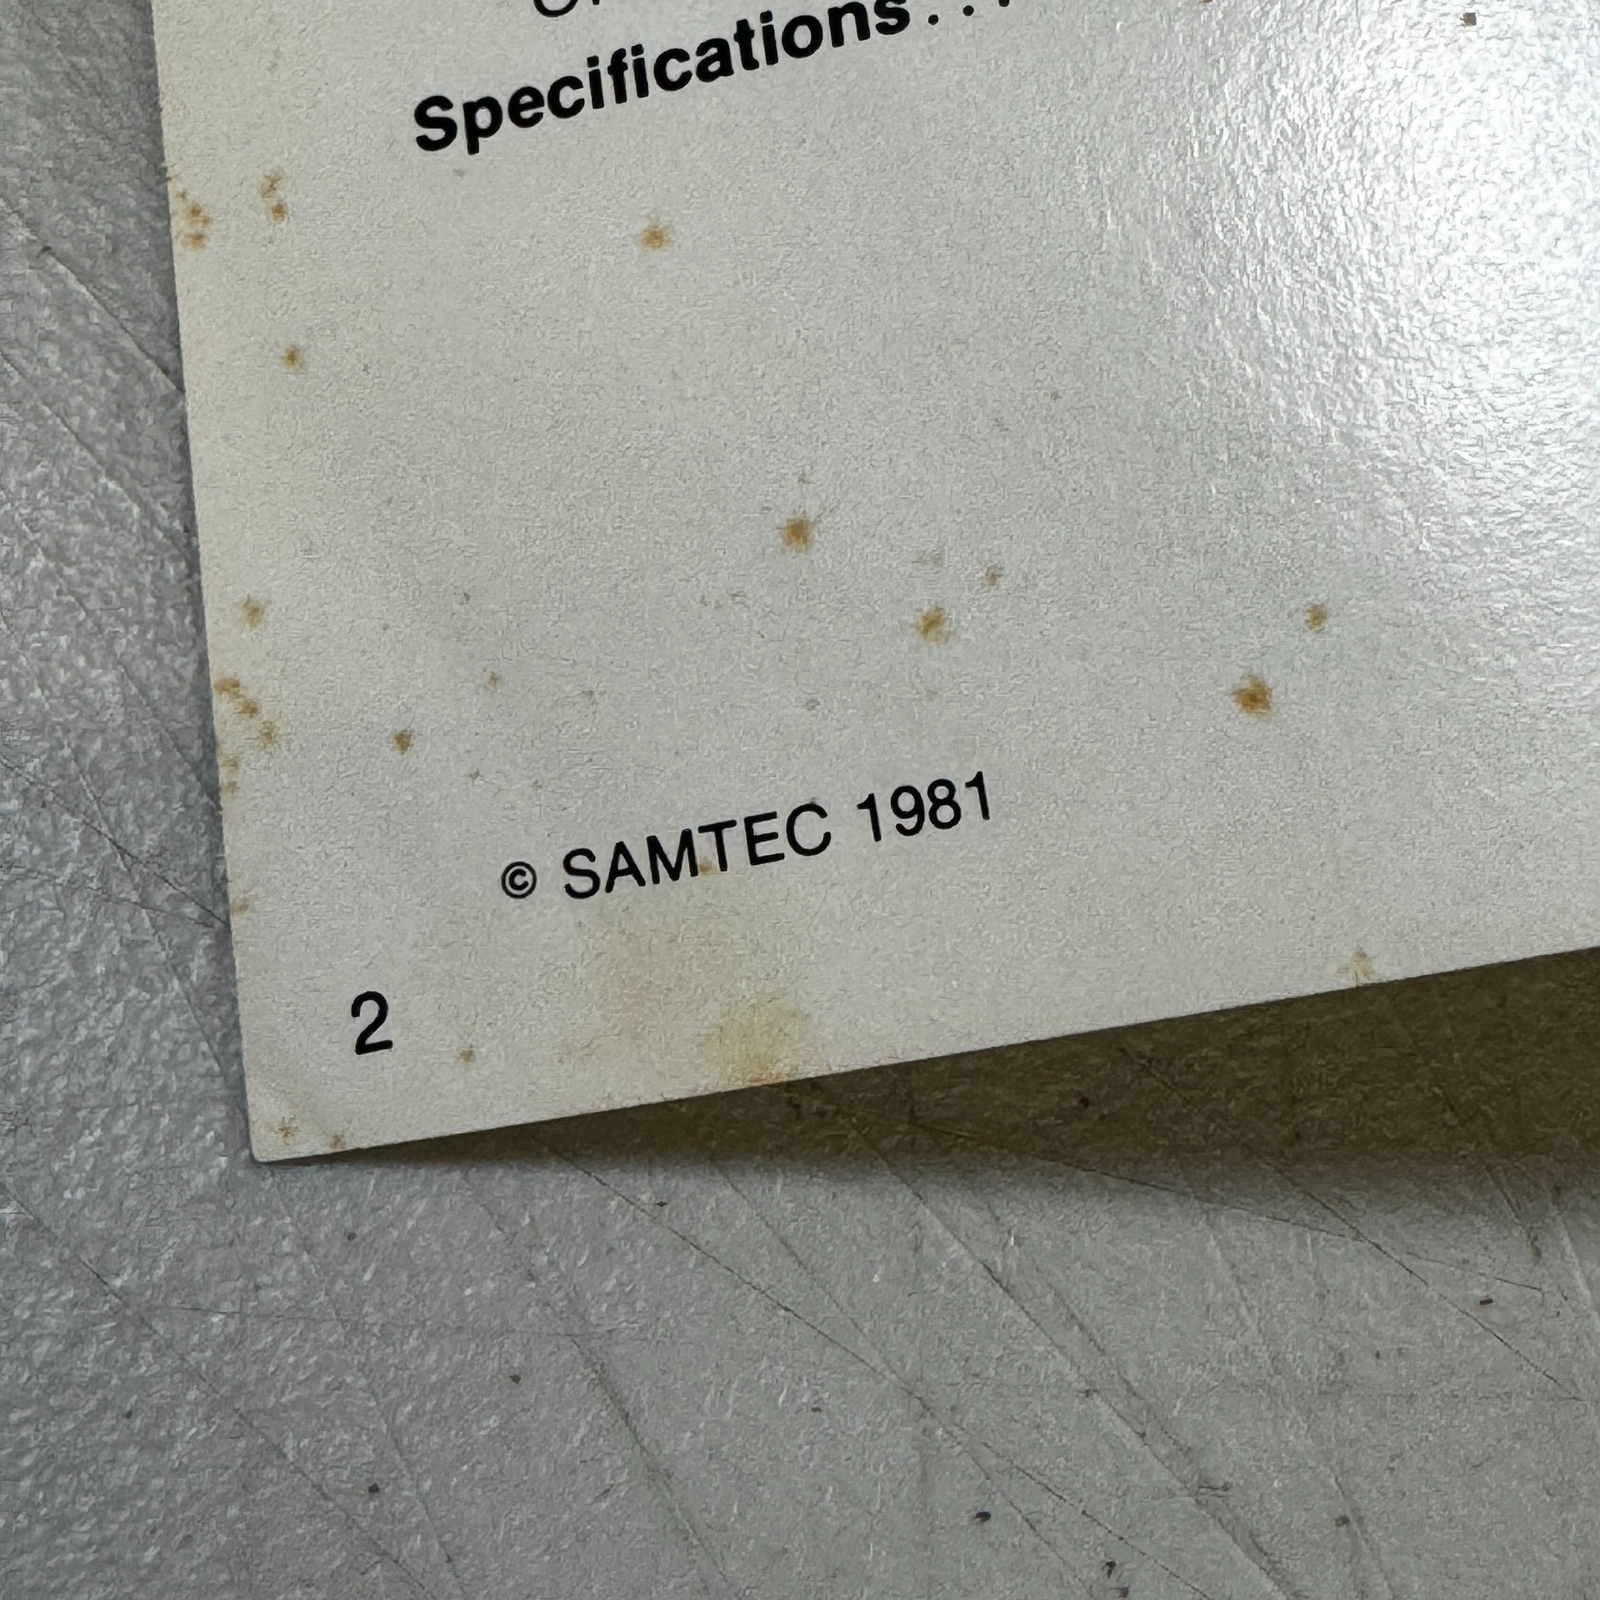 Specifications...
© SAMTEC 1981
2